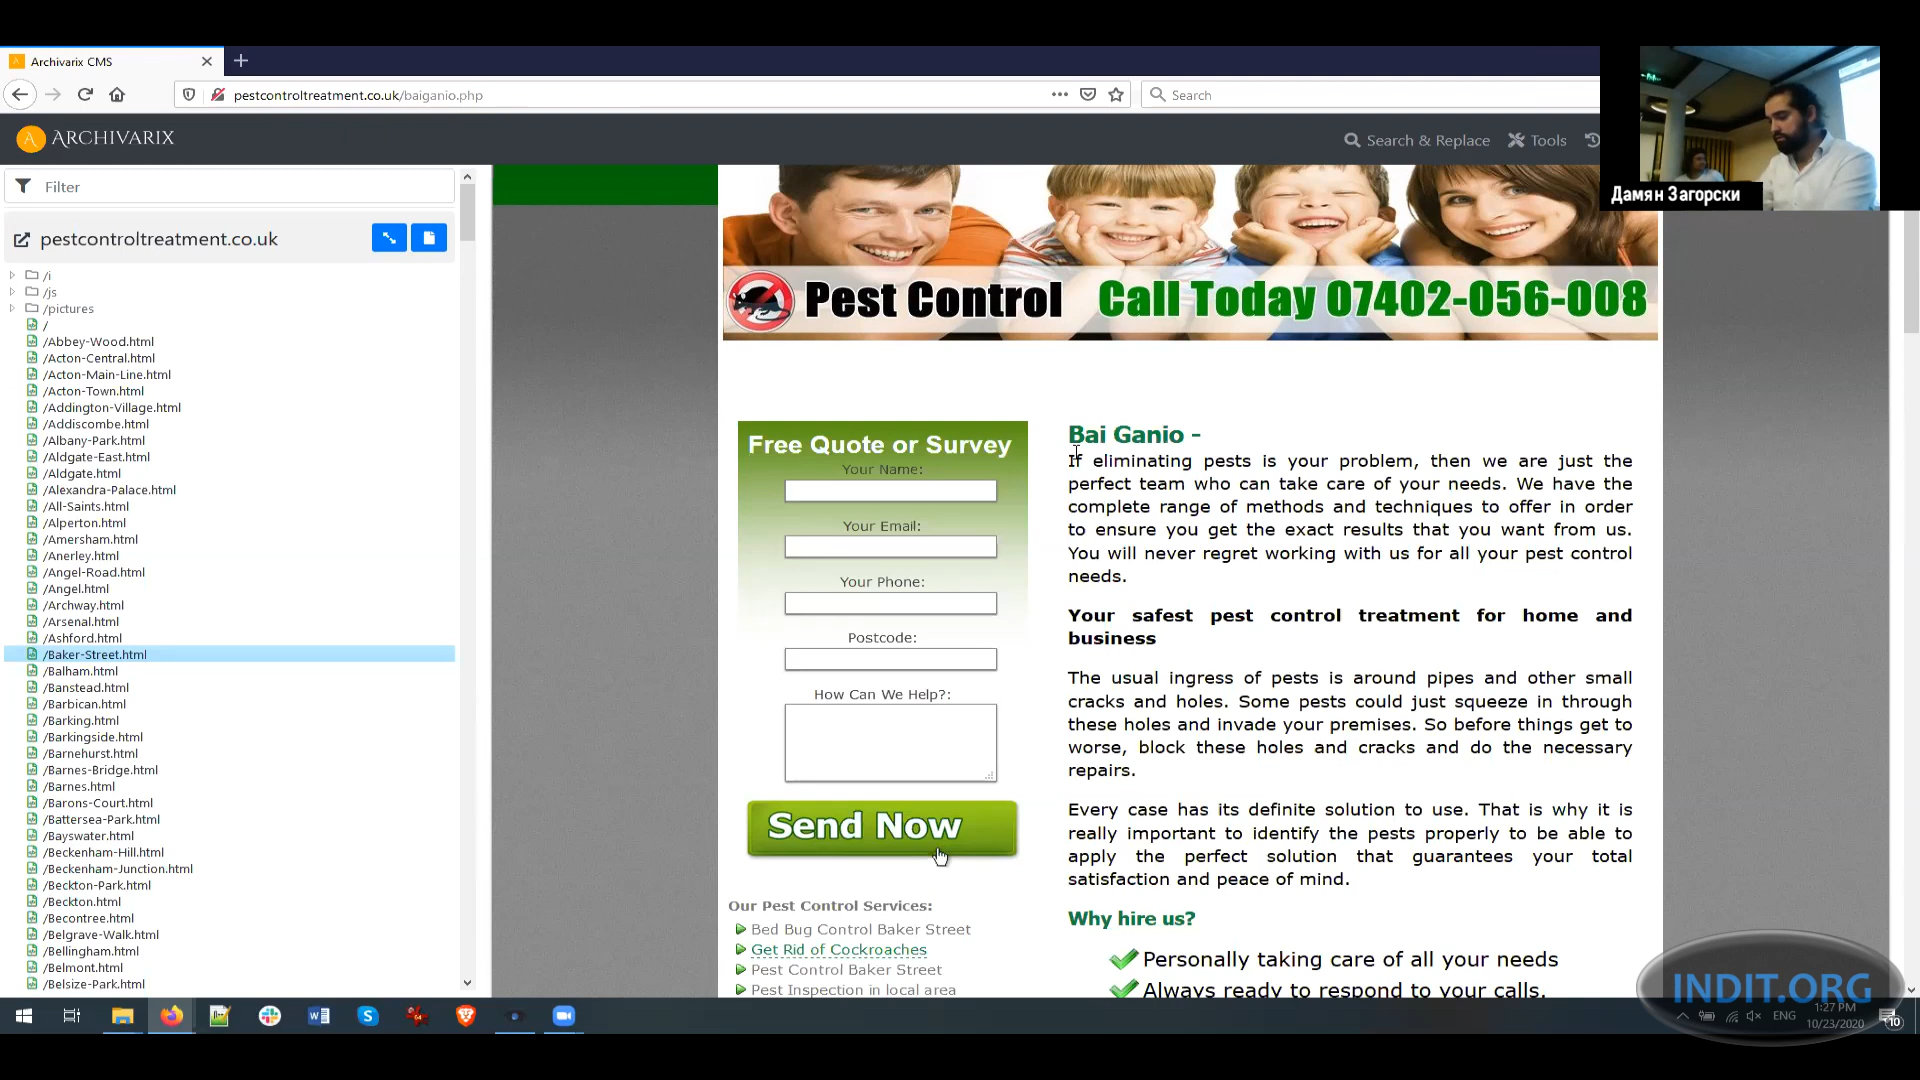 Archivarix CMS
pestcontroltreatment.co.uk/baiganio.php
Search
ARCHIVARIX
Search & Replace
Tools
Дамян Загорски
Filter
pestcontroltreatment.co.uk
/i
/js
/pictures
/
/Abbey-Wood.html
/Acton-Central.html
/Acton-Main-Line.html
/Acton-Town.html
/Addington-Village.html
/Addiscombe.html
/Albany-Park.html
/Aldgate-East.html
/Aldgate.html
/Alexandra-Palace.html
/All-Saints.html
/Alperton.html
/Amersham.html
/Anerley.html
/Angel-Road.html
/Angel.html
/Archway.html
/Arsenal.html
/Ashford.html
/Baker-Street.html
/Balham.html
/Banstead.html
/Barbican.html
/Barking.html
/Barkingside.html
/Barnehurst.html
/Barnes-Bridge.html
/Barnes.html
/Barons-Court.html
/Battersea-Park.html
/Bayswater.html
/Beckenham-Hill.html
/Beckenham-Junction.html
/Beckton-Park.html
/Beckton.html
/Becontree.html
/Belgrave-Walk.html
/Bellingham.html
/Belmont.html
/Belsize-Park.html
Pest Control Call Today 07402-056-008
Free Quote or Survey
Your Name:
Your Email:
Your Phone:
Postcode:
How Can We Help?:
Send Now
Our Pest Control Services:
Bed Bug Control Baker Street
Get Rid of Cockroaches
Pest Control Baker Street
Pest Inspection in local area
Bai Ganio -
If eliminating pests is your problem, then we are just the
perfect team who can take care of your needs. We have the
complete range of methods and techniques to offer in order
to ensure you get the exact results that you want from us.
You will never regret working with us for all your pest control
needs.
Your safest pest control treatment for home and
business
The usual ingress of pests is around pipes and other small
cracks and holes. Some pests could just squeeze in through
these holes and invade your premises. So before things get to
worse, block these holes and cracks and do the necessary
repairs.
Every case has its definite solution to use. That is why it is
really important to identify the pests properly to be able to
apply the perfect solution that guarantees your total
satisfaction and peace of mind.
Why hire us?
Personally taking care of all your needs
Always ready to respond to your calls.
INDIT.ORG
ENG
1:27 PM
10/23/2020
10